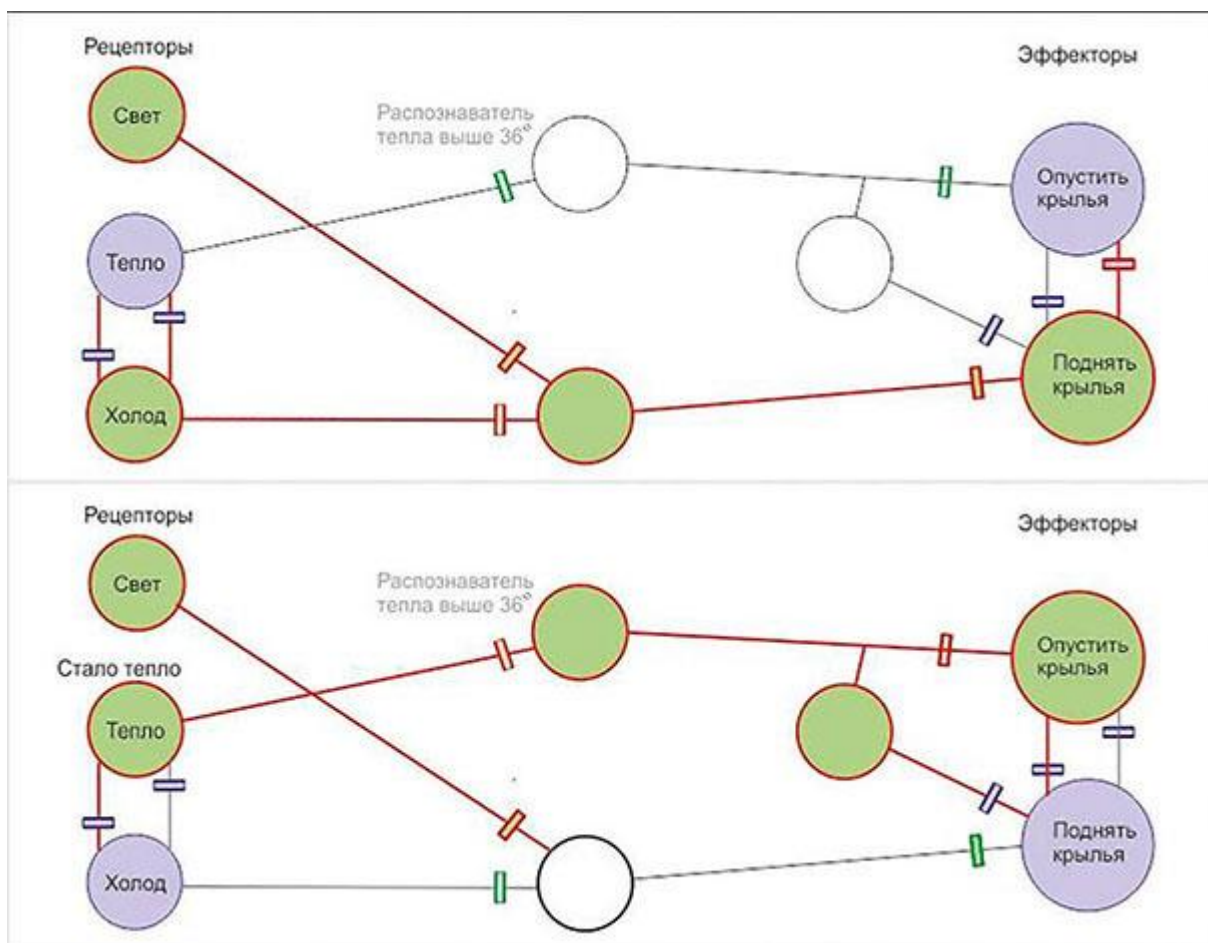 Рецепторы
Эффекторы
Свет
Распознаватель
тепла выше 36°
Опустить
крылья
Тепло
Поднять
крылья
Холод
Рецепторы
Эффекторы
Свет
Распознаватель
тепла выше 36°
Опустить
крылья
Стало тепло
Тепло
Поднять
крылья
Холод